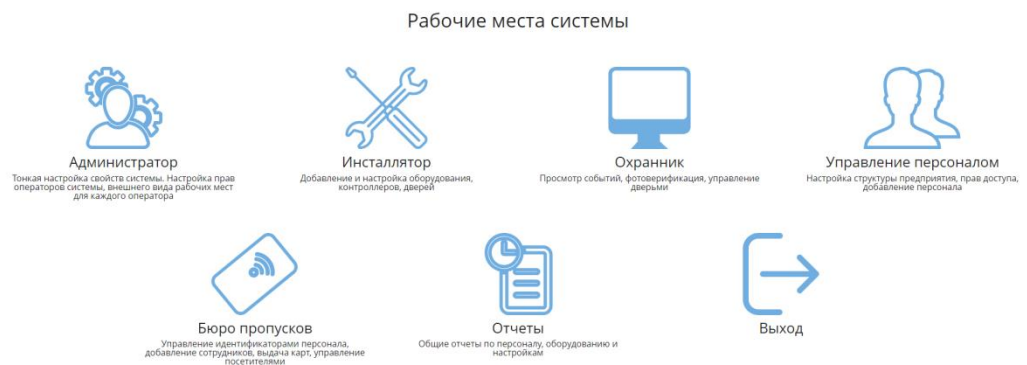 Рабочие места системы
Администратор
Тонкая настройка свойств системы. Настройка прав
операторов системы, внешнего вида рабочих мест
для каждого оператора
Инсталлятор
Добавление и настройка оборудования,
контроллеров, дверей
Охранник
Просмотр событий, фотоверификация, управление
дверьми
Управление персоналом
Настройка структуры предприятия, прав доступа,
добавление персонала
Бюро пропусков
Управление идентификаторами персонала,
добавление сотрудников, выдача карт, управление
посетителями
Отчеты
Общие отчеты по персоналу, оборудованию и
настройкам
Выход